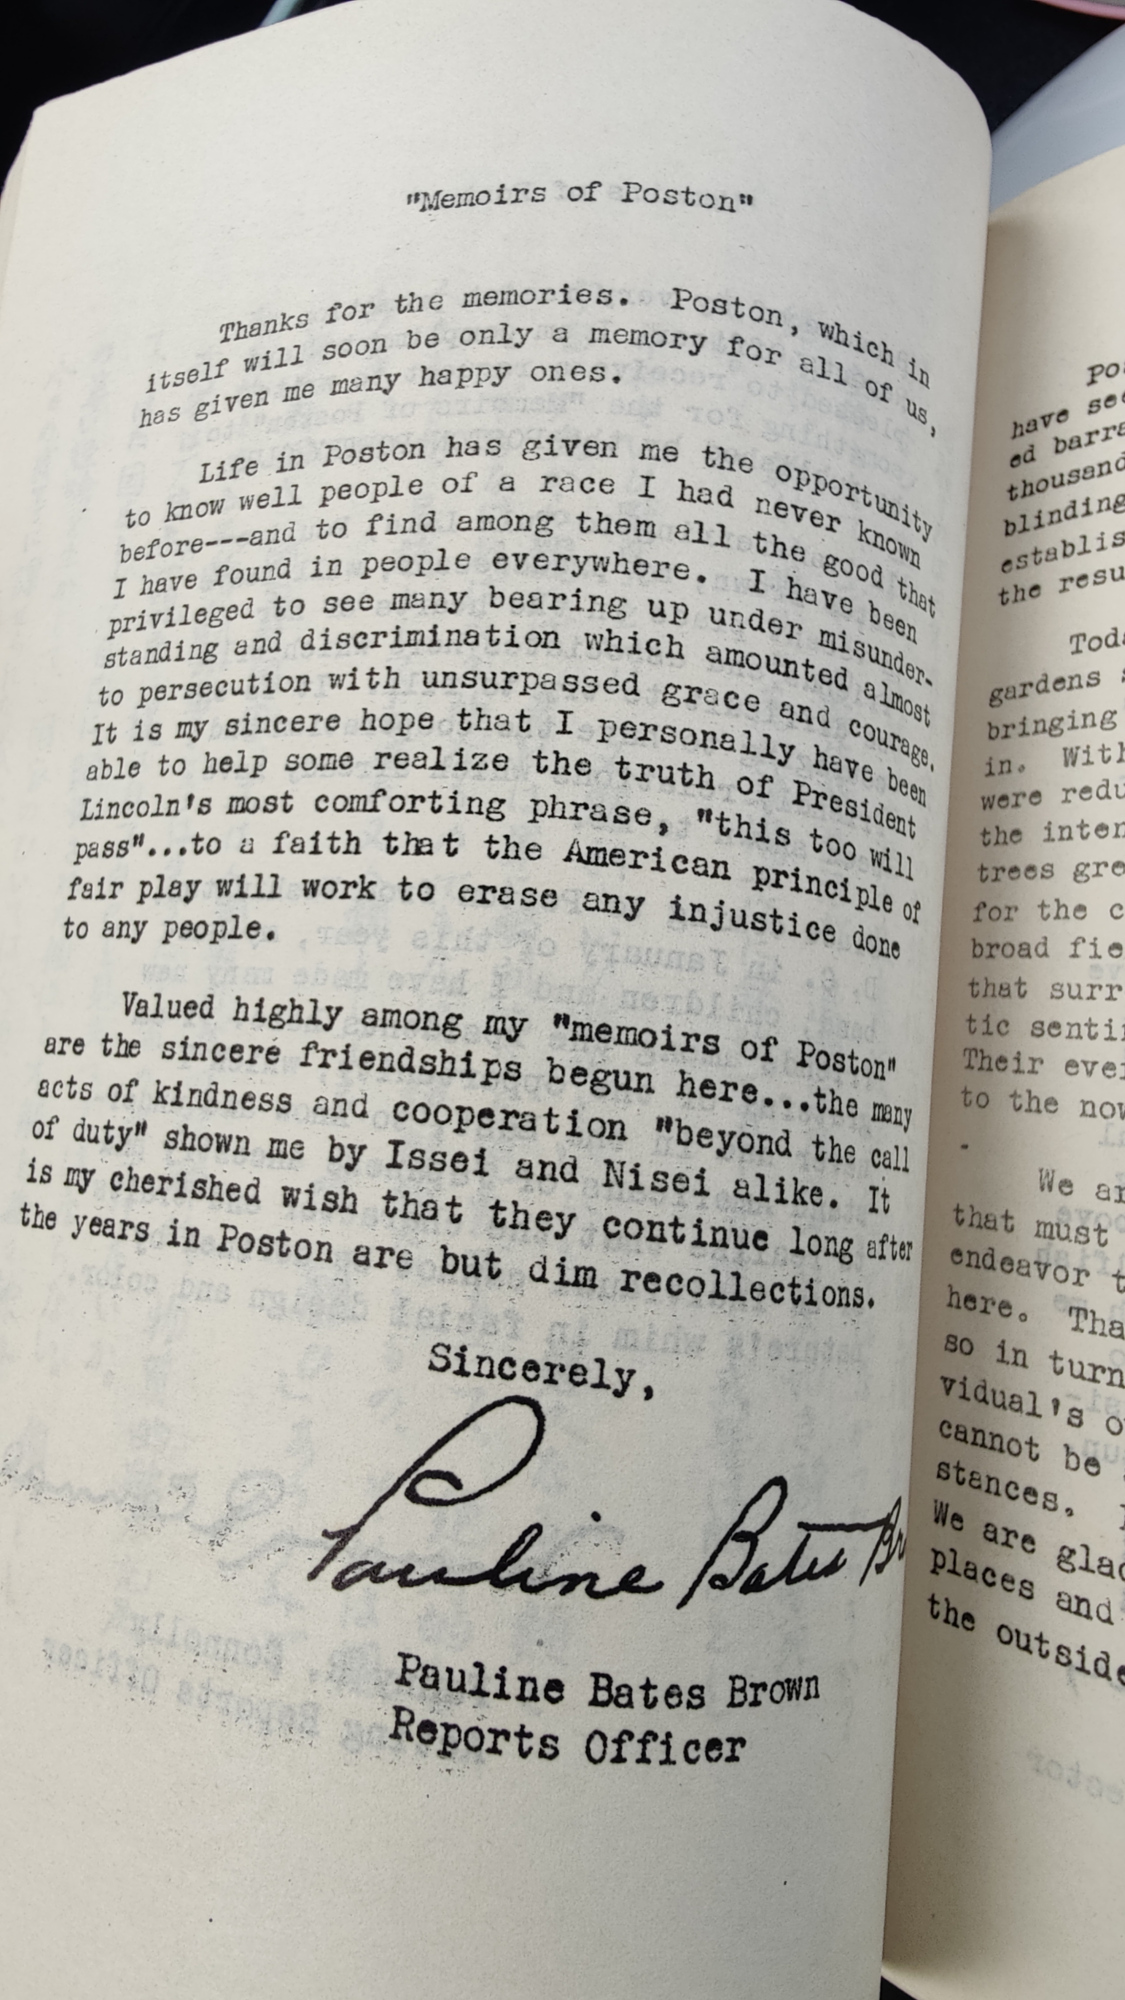 "Memoirs of Poston"
Thanks for the memories. Poston, which in
itself will soon be only a memory for all of us,
has given me many happy ones.
Life in Poston has given me the opportunity
to know well people of a race I had never known
before---and to find among them all the good that
I have found in people everywhere. I have been
privileged to see many bearing up under misunder-
standing and discrimination which amounted almost
to persecution with unsurpassed grace and courage.
It is my sincere hope that I personally have been
able to help some realize the truth of President
Lincoln's most comforting phrase, "this too will
pass"...to a faith that the American principle of
fair play will work to erase any injustice done
to any people.
Valued highly among my "memoirs of Poston"
are the sincere friendships begun here...the many
acts of kindness and cooperation "beyond the call
of duty" shown me by Issei and Nisei alike. It
is my cherished wish that they continue long after
the years in Poston are but dim recollections.
Sincerely,
Pauline Bates Br
Pauline Bates Brown
Reports Officer
have see
ed barra
thousand
blinding
establis
the resu
Toda
gardens
bringing
in. With
were redu
the inten
trees gre
for the c
broad fie
that surr
tic senti
Their ever
to the now
We ar
that must
endeavor t
here. Tha
so in turn
vidual's o
cannot be
stances.
We are glad
places and
the outside